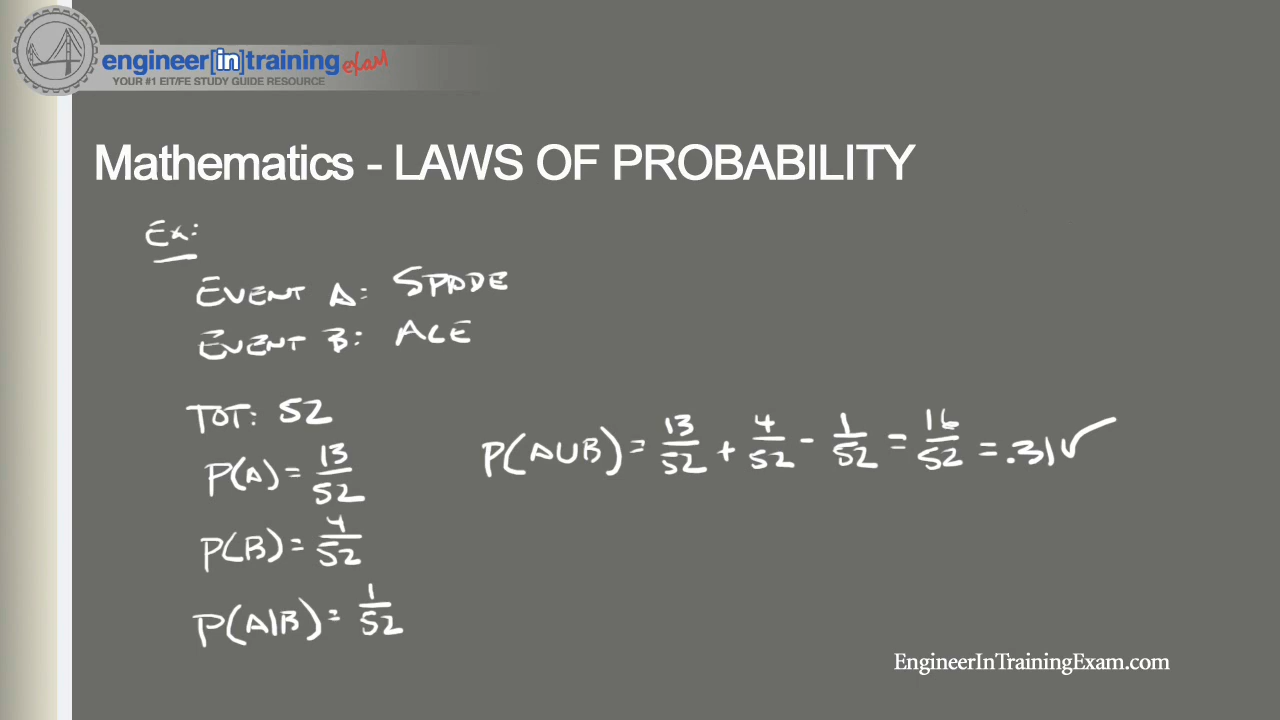 engineer[in]training exam
YOUR #1 EIT/FE STUDY GUIDE RESOURCE
Mathematics - LAWS OF PROBABILITY
Ex:
EVENT A: SPADE
EVENT B: ACE
TOT: 52
P(A) = 13/52
P(B) = 4/52
P(A|B) = 1/52
P(A∪B) = 13/52 + 4/52 - 1/52 = 16/52 = .31 ✓
EngineerInTrainingExam.com